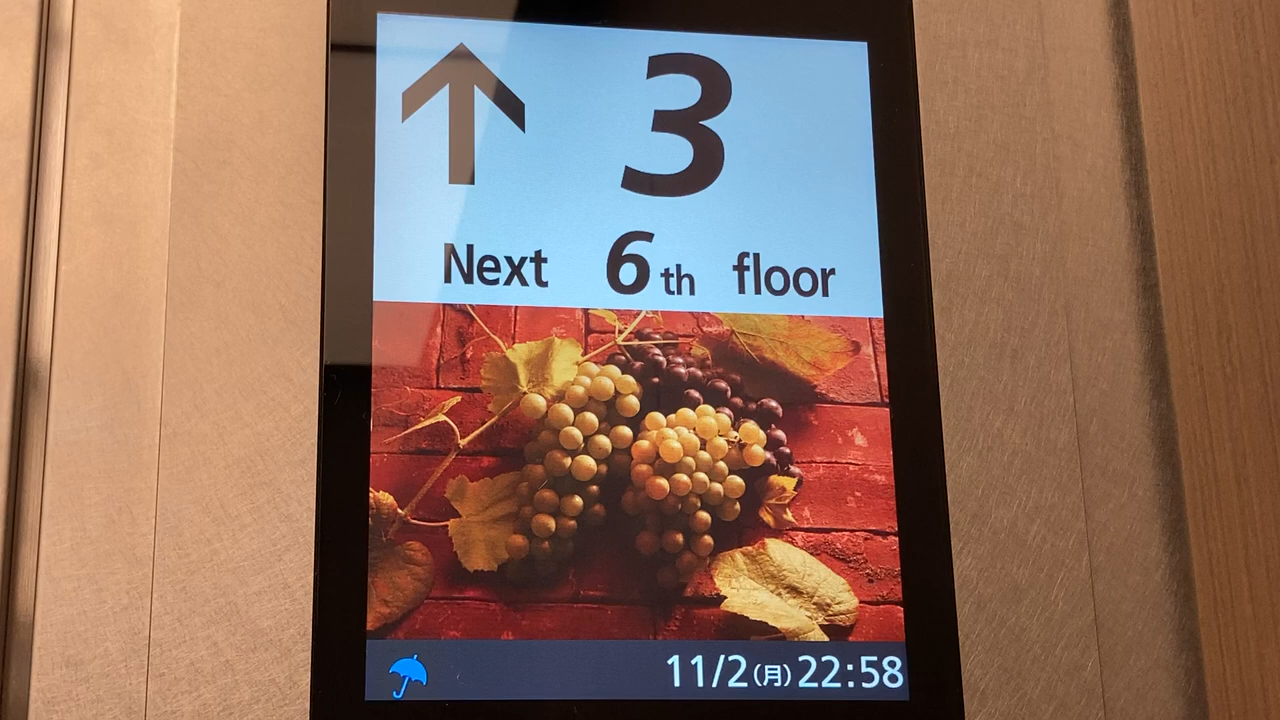 ↑ 3
Next 6th floor
11/2(月) 22:58